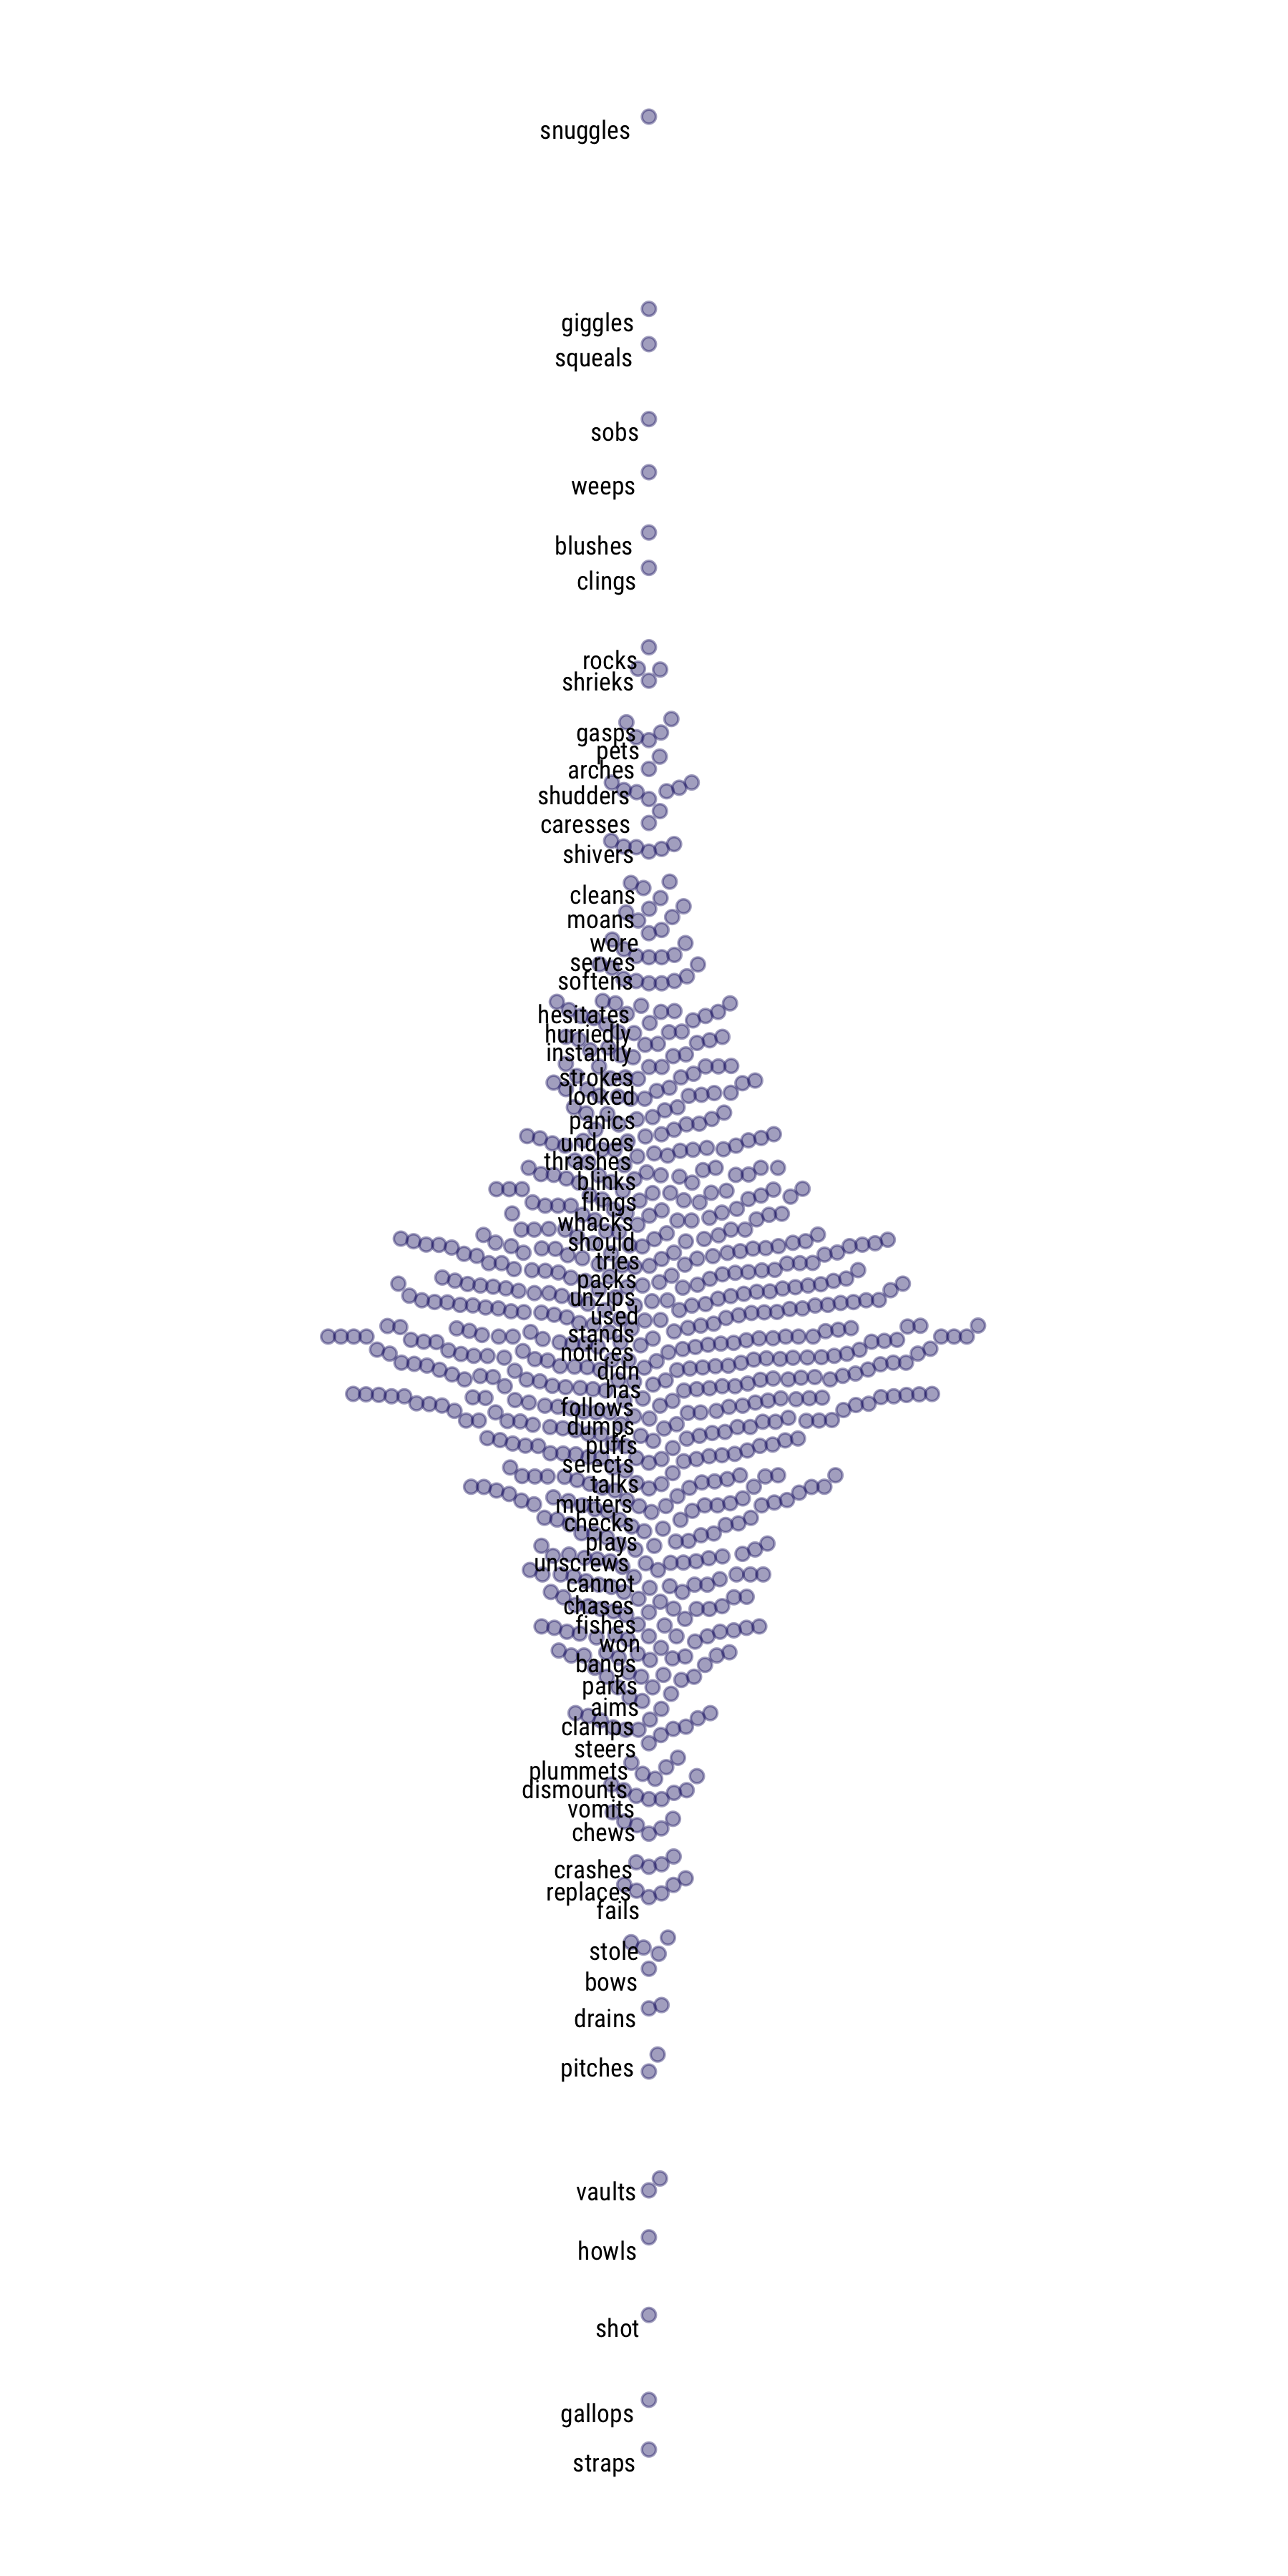 snuggles
giggles
squeals
sobs
weeps
blushes
clings
rocks
shrieks
gasps
pets
arches
shudders
caresses
shivers
cleans
moans
wore
serves
softens
hesitates
hurriedly
instantly
strokes
looked
panics
undoes
thrashes
blinks
flings
whacks
should
tries
packs
unzips
used
stands
notices
didn
has
follows
dumps
puffs
selects
talks
mutters
checks
plays
unscrews
cannot
chases
fishes
won
bangs
parks
aims
clamps
steers
plummets
dismounts
vomits
chews
crashes
replaces
fails
stole
bows
drains
pitches
vaults
howls
shot
gallops
straps